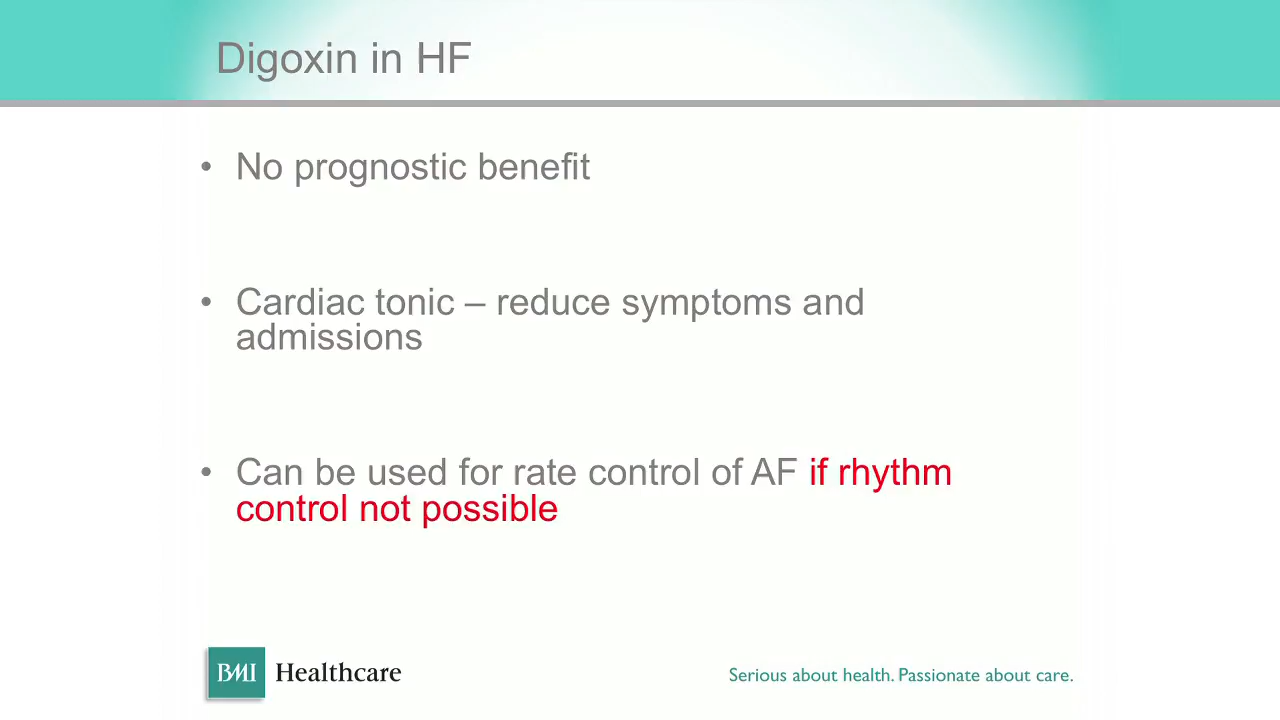 Digoxin in HF
• No prognostic benefit
• Cardiac tonic – reduce symptoms and
admissions
• Can be used for rate control of AF if rhythm
control not possible
BMI Healthcare
Serious about health. Passionate about care.